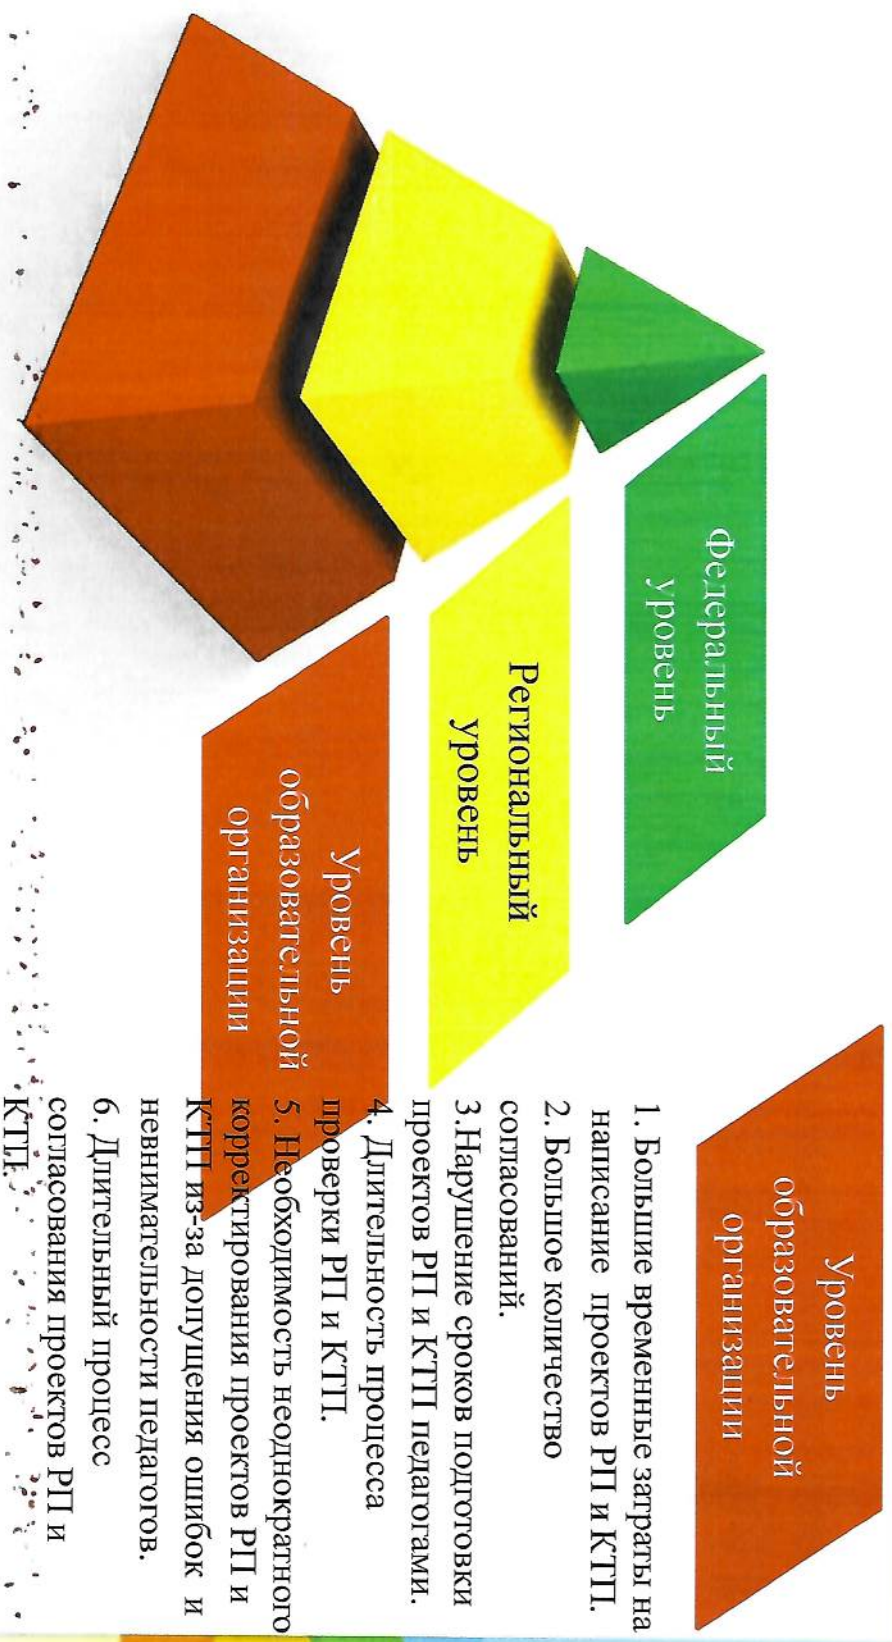 Федеральный
уровень
Региональный
уровень
Уровень
образовательной
организации
Уровень
образовательной
организации
1. Большие временные затраты на
написание проектов РП и КТП.
2. Большое количество
согласований.
3.Нарушение сроков подготовки
проектов РП и КТП педагогами.
4. Длительность процесса
проверки РП и КТП.
5. Необходимость неоднократного
корректирования проектов РП и
КТП из-за допущения ошибок и
невнимательности педагогов.
6. Длительный процесс
согласования проектов РП и
КТП.